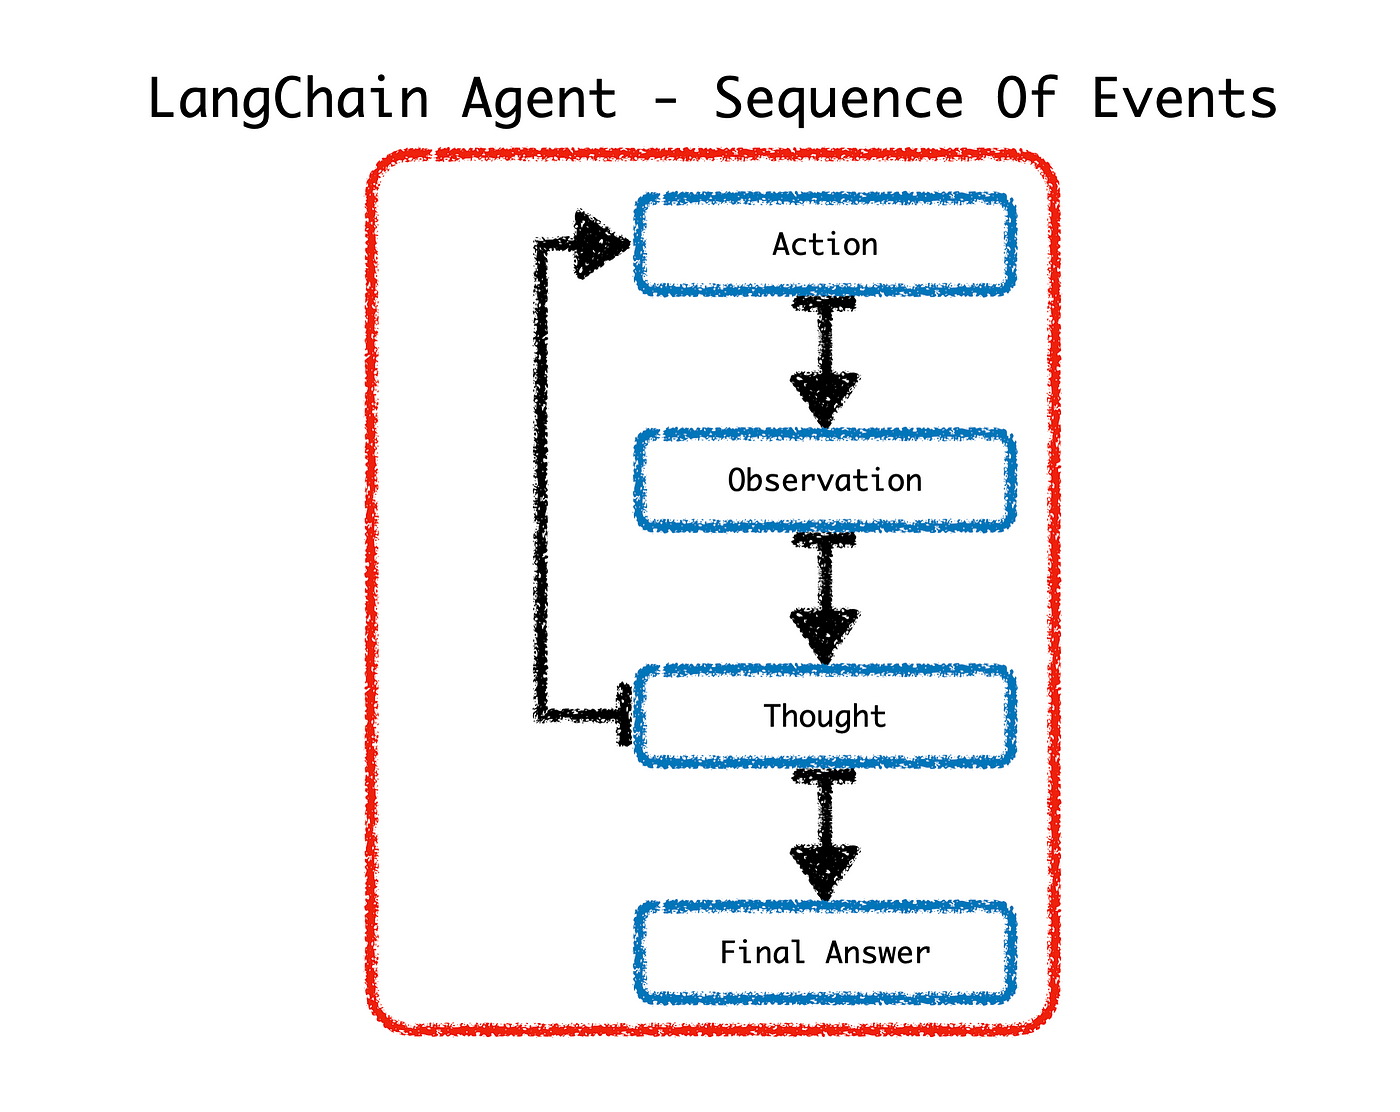 LangChain Agent - Sequence Of Events
Action
Observation
Thought
Final Answer